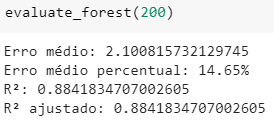 evaluate_forest(200)
Erro médio: 2.100815732129745
Erro médio percentual: 14.65%
R²: 0.8841834707002605
R² ajustado: 0.8841834707002605